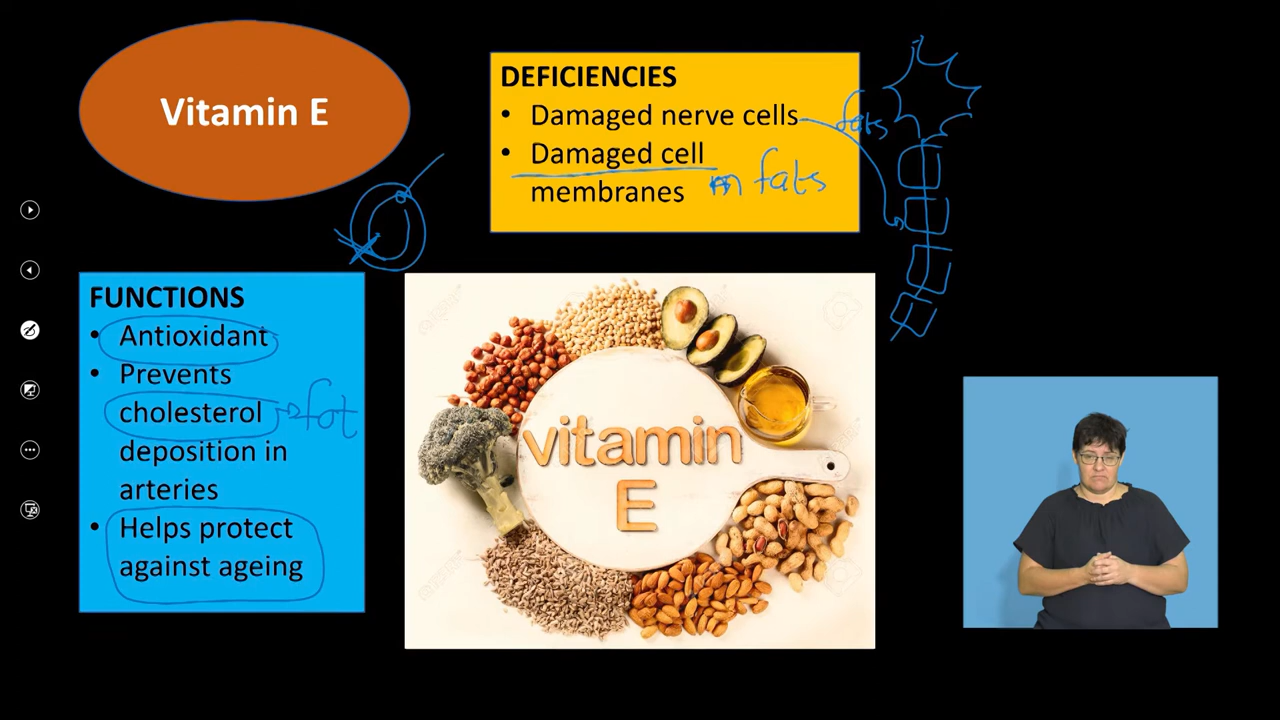 Vitamin E
DEFICIENCIES
• Damaged nerve cells
fats
• Damaged cell
membranes
fats
FUNCTIONS
• Antioxidant
• Prevents
cholesterol
fat
deposition in
arteries
• Helps protect
against ageing
vitamin
E